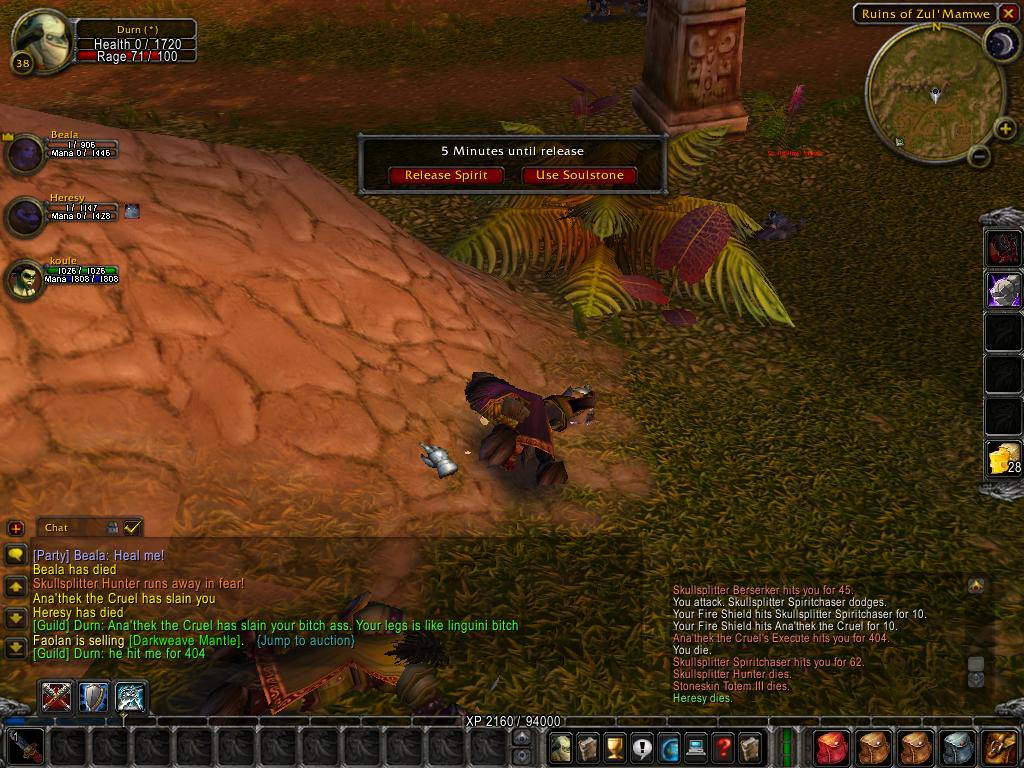 Durn (*)
Health 0 / 1720
Rage 71 / 100
38
Ruins of Zul'Mamwe
N
Beala
1 / 906
Mana 0 / 1446
Heresy
1 / 1147
Mana 0 / 1428
koule
1026 / 1026
Mana 1808 / 1808
5 Minutes until release
Release Spirit
Use Soulstone
28
Chat
[Party] Beala: Heal me!
Beala has died
Skullsplitter Hunter runs away in fear!
Ana'thek the Cruel has slain you
Heresy has died
[Guild] Durn: Ana'thek the Cruel has slain your bitch ass. Your legs is like linguini bitch
Faolan is selling [Darkweave Mantle]. {Jump to auction}
[Guild] Durn: he hit me for 404
Skullsplitter Berserker hits you for 45.
You attack. Skullsplitter Spiritchaser dodges.
Your Fire Shield hits Skullsplitter Spiritchaser for 10.
Your Fire Shield hits Ana'thek the Cruel for 10.
Ana'thek the Cruel's Execute hits you for 404.
You die.
Skullsplitter Spiritchaser hits you for 62.
Skullsplitter Hunter dies.
Stoneskin Totem III dies.
Heresy dies.
XP 2160 / 94000
1